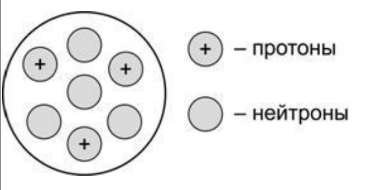 + – протоны
+ +
– нейтроны
+